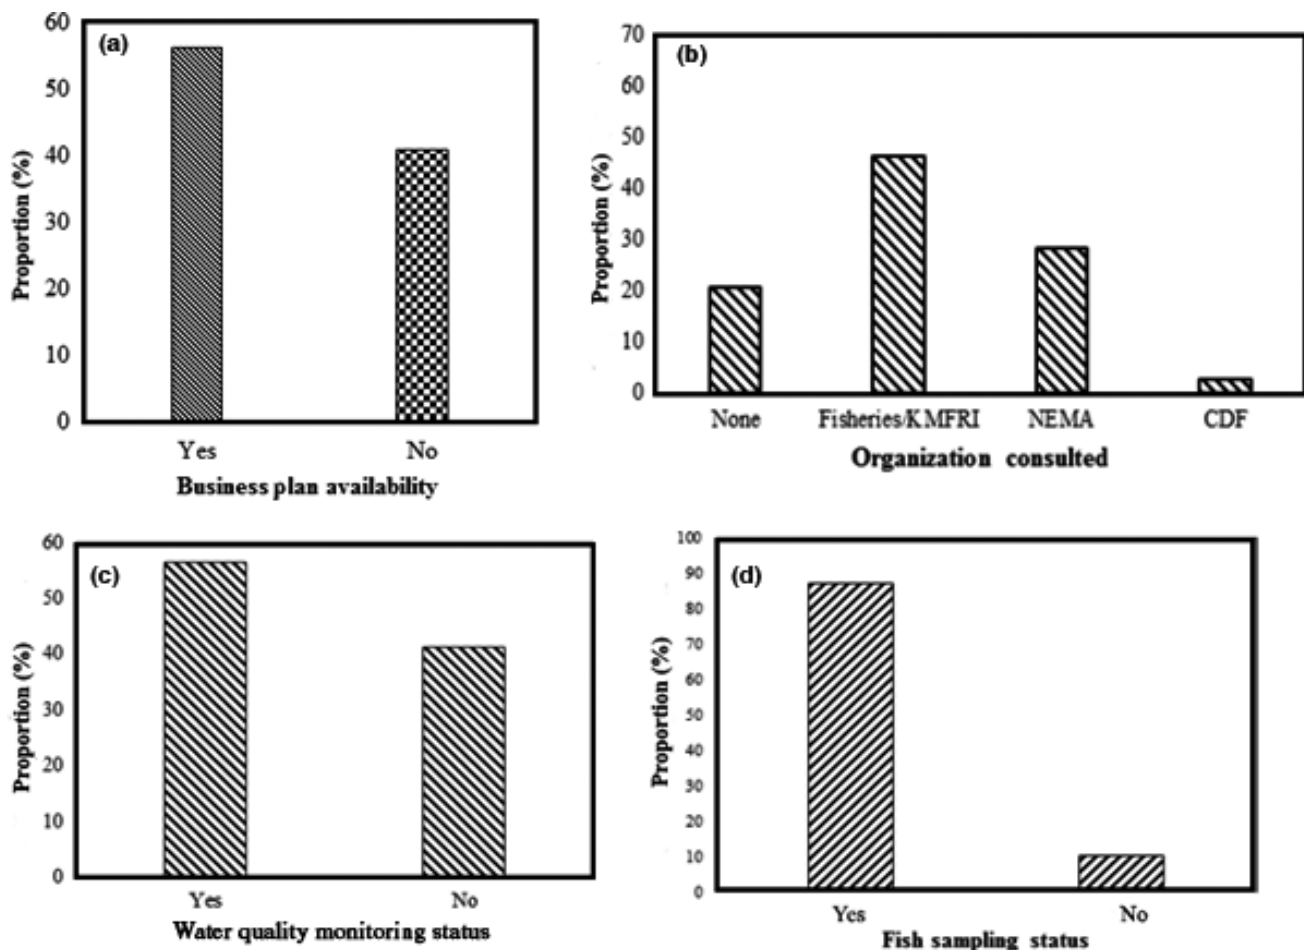 (a)
Proportion (%)
60
50
40
30
20
10
0
Yes No
Business plan availability
(b)
Proportion (%)
70
60
50
40
30
20
10
0
None Fisheries/KMFRI NEMA CDF
Organization consulted
(c)
Proportion (%)
60
50
40
30
20
10
0
Yes No
Water quality monitoring status
(d)
Proportion (%)
100
90
80
70
60
50
40
30
20
10
0
Yes No
Fish sampling status